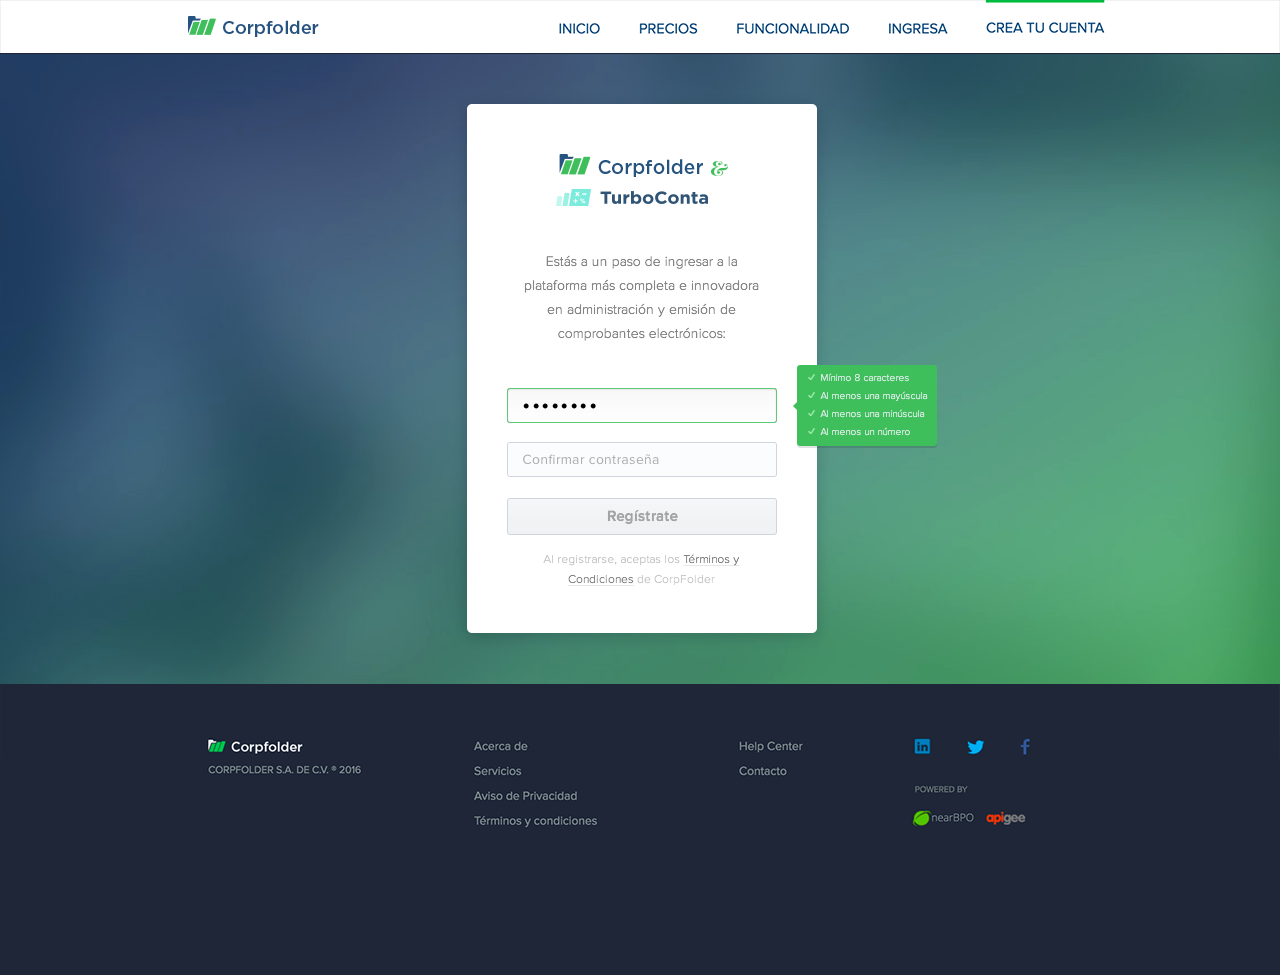 Corpfolder
INICIO
PRECIOS
FUNCIONALIDAD
INGRESA
CREA TU CUENTA
Corpfolder &
TurboConta
Estás a un paso de ingresar a la
plataforma más completa e innovadora
en administración y emisión de
comprobantes electrónicos:
Mínimo 8 caracteres
Al menos una mayúscula
Al menos una minúscula
Al menos un número
Confirmar contraseña
Regístrate
Al registrarse, aceptas los Términos y
Condiciones de CorpFolder
Corpfolder
CORPFOLDER S.A. DE C.V. ® 2016
Acerca de
Servicios
Aviso de Privacidad
Términos y condiciones
Help Center
Contacto
POWERED BY
nearBPO
apigee